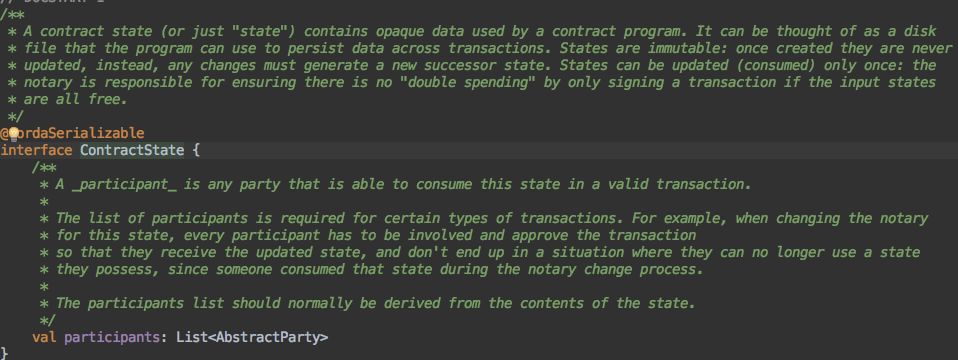 /**
 * A contract state (or just "state") contains opaque data used by a contract program. It can be thought of as a disk
 * file that the program can use to persist data across transactions. States are immutable: once created they are never
 * updated, instead, any changes must generate a new successor state. States can be updated (consumed) only once: the
 * notary is responsible for ensuring there is no "double spending" by only signing a transaction if the input states
 * are all free.
 */
@ ordaSerializable
interface ContractState {
    /**
     * A _participant_ is any party that is able to consume this state in a valid transaction.
     *
     * The list of participants is required for certain types of transactions. For example, when changing the notary
     * for this state, every participant has to be involved and approve the transaction
     * so that they receive the updated state, and don't end up in a situation where they can no longer use a state
     * they possess, since someone consumed that state during the notary change process.
     *
     * The participants list should normally be derived from the contents of the state.
     */
    val participants: List<AbstractParty>
}